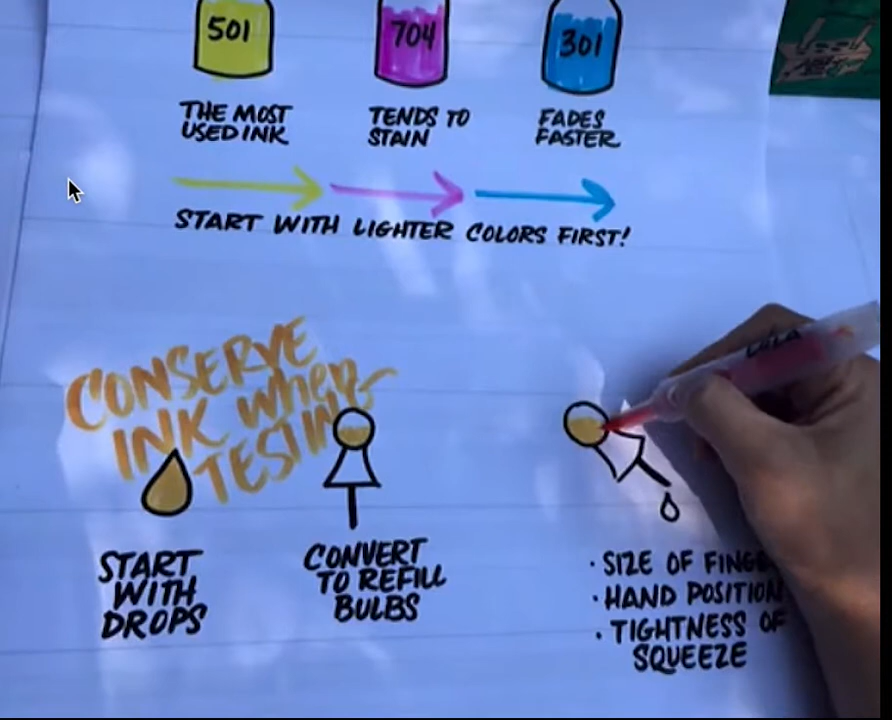 501
704
301
THE MOST
USED INK
TENDS TO
STAIN
FADES
FASTER
START WITH LIGHTER COLORS FIRST!
CONSERVE
INK when
TESTING
START
WITH
DROPS
CONVERT
TO REFILL
BULBS
• SIZE OF
• HAND POSITION
• TIGHTNESS OF
SQUEEZE